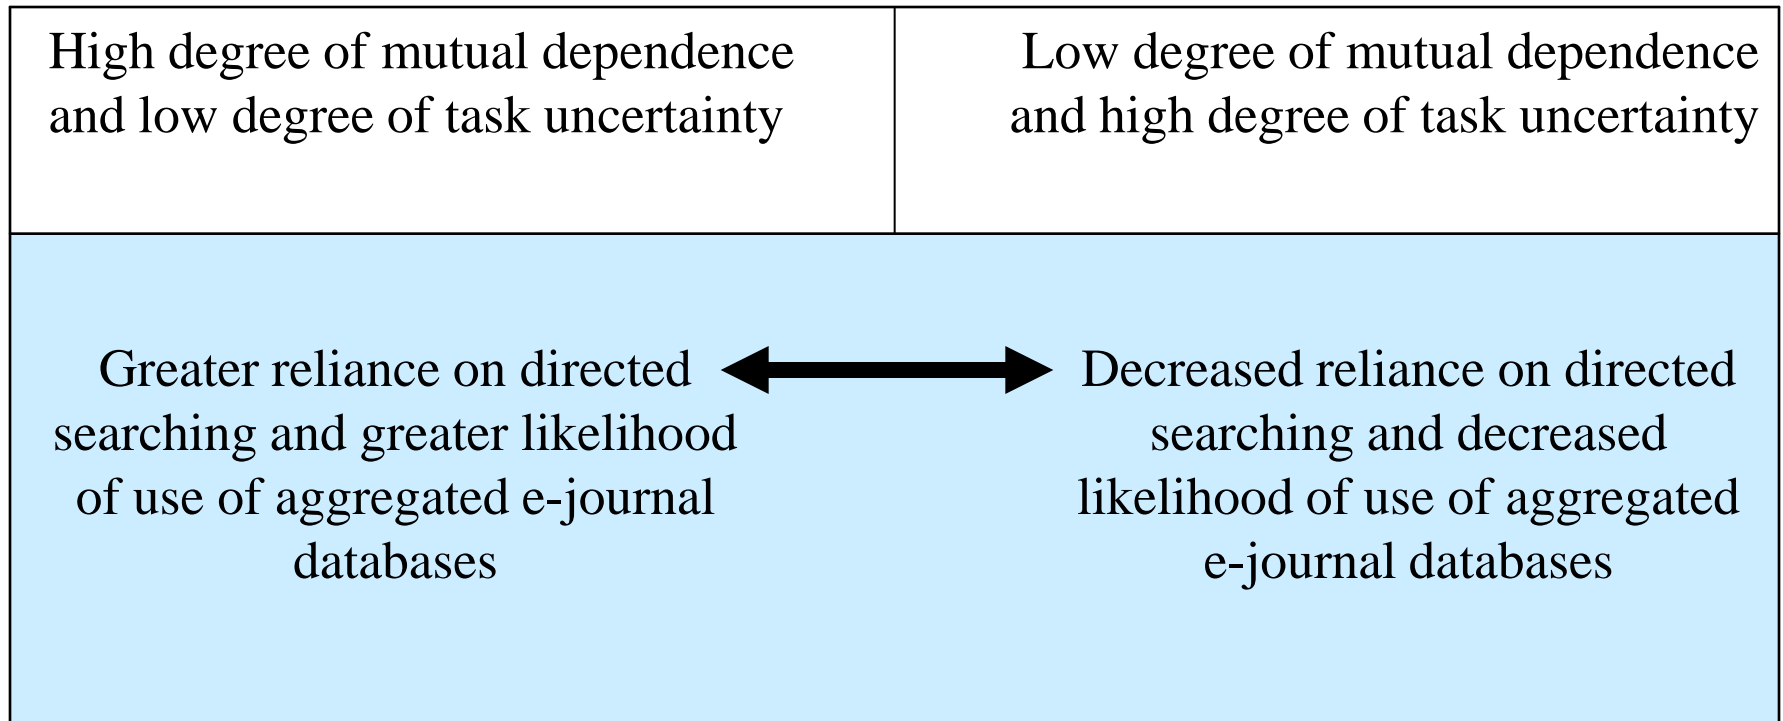 High degree of mutual dependence
and low degree of task uncertainty
Low degree of mutual dependence
and high degree of task uncertainty
Greater reliance on directed
searching and greater likelihood
of use of aggregated e-journal
databases
Decreased reliance on directed
searching and decreased
likelihood of use of aggregated
e-journal databases